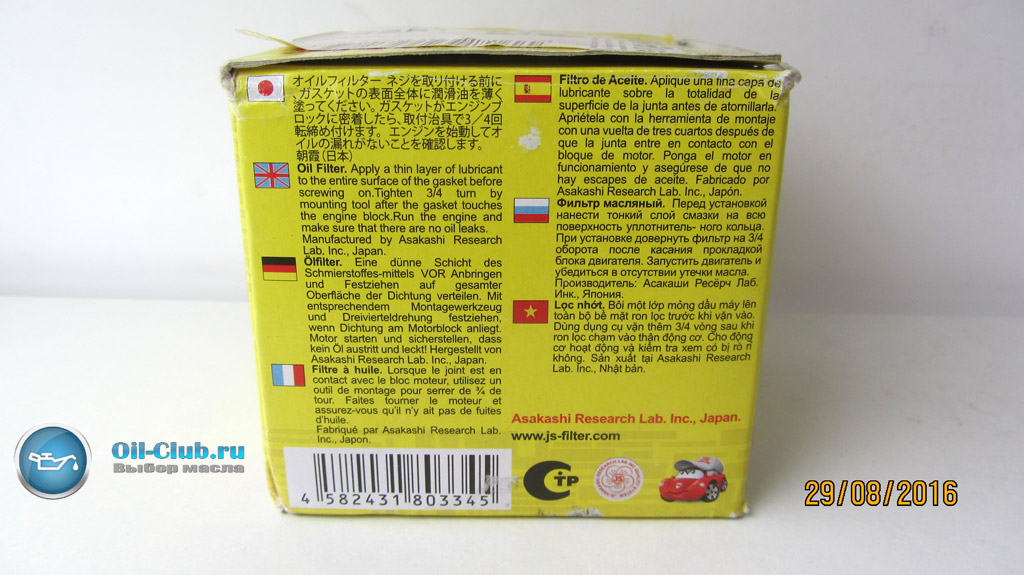 オイルフィルター ネジを取り付ける前に
、ガスケットの表面全体に潤滑油を薄く
塗ってください。ガスケットがエンジンブ
ロックに密着したら、取付治具で3／4回
転締め付けます。エンジンを始動してオ
イルの漏れがないことを確認します。
朝霞（日本）
Oil Filter. Apply a thin layer of lubricant
to the entire surface of the gasket before
screwing on.Tighten 3/4 turn by
mounting tool after the gasket touches
the engine block.Run the engine and
make sure that there are no oil leaks.
Manufactured by Asakashi Research
Lab. Inc., Japan.
Öfilter. Eine dünne Schicht des
Schmierstoffes-mittels VOR Anbringen
und Festziehen auf gesamter
Oberfläche der Dichtung verteilen. Mit
entsprechendem Montagewerkzeug
und Dreivierteldrehung festziehen,
wenn Dichtung am Motorblock anliegt.
Motor starten und sicherstellen, dass
kein Öl austritt und leckt! Hergestellt von
Asakashi Research Lab. Inc., Japan.
Filtre à huile. Lorsque le joint est en
contact avec le bloc moteur, utilisez un
outil de montage pour serrer de ¾ de
tour. Faites tourner le moteur et
assurez-vous qu'il n'y ait pas de fuites
d'huile.
Fabriqué par Asakashi Research Lab.
Inc., Japon.
4 582431 803345
Filtro de Aceite. Aplique una fina capa de
lubricante sobre la totalidad de la
superficie de la junta antes de atornillarla.
Apriétela con la herramienta de montaje
con una vuelta de tres cuartos después de
que la junta entre en contacto con el
bloque de motor. Ponga el motor en
funcionamiento y asegúrese de que no
hay escapes de aceite. Fabricado por
Asakashi Research Lab. Inc., Japón.
Фильтр масляный. Перед установкой
нанести тонкий слой смазки на всю
поверхность уплотнитель- ного кольца.
При установке довернуть фильтр на 3/4
оборота после касания прокладкой
блока двигателя. Запустить двигатель и
убедиться в отсутствии утечки масла.
Производитель: Асакаши Ресёрч Лаб.
Инк., Япония.
Lọc nhớt, Bôi một lớp mỏng dầu máy lên
toàn bộ bề mặt ron lọc trước khi vặn vào.
Dùng dụng cụ vặn thêm 3/4 vòng sau khi
ron lọc chạm vào thân động cơ. Cho động
cơ hoạt động và kiểm tra xem có bị rò rỉ
không. Sản xuất tại Asakashi Research
Lab. Inc., Nhật bản.
Asakashi Research Lab. Inc., Japan.
www.js-filter.com
TP
JS
Oil-Club.ru
Выбор масла
29/08/2016